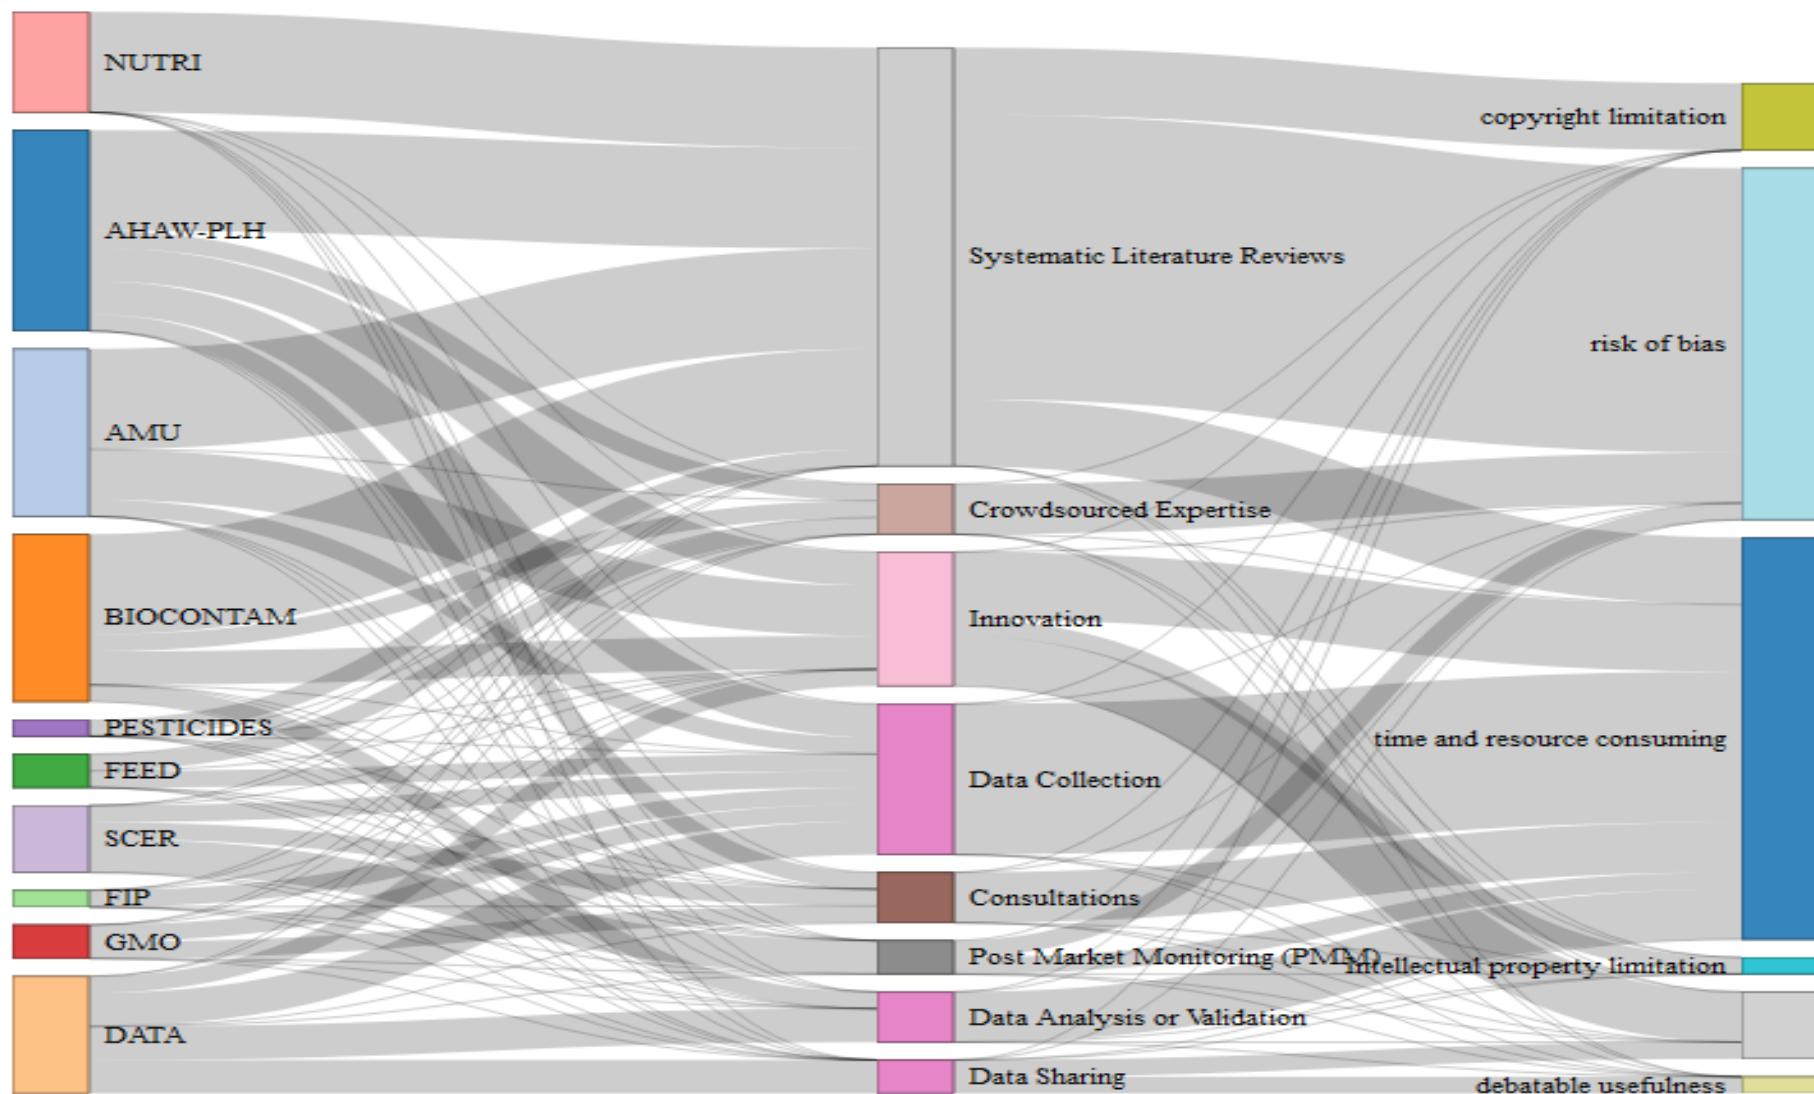 NUTRI
AHAW-PLH
AMU
BIOCONTAM
PESTICIDES
FEED
SCER
FIP
GMO
DATA
Systematic Literature Reviews
Crowdsourced Expertise
Innovation
Data Collection
Consultations
Post Market Monitoring (PMM)
Data Analysis or Validation
Data Sharing
copyright limitation
risk of bias
time and resource consuming
Intellectual property limitation
debatable usefulness